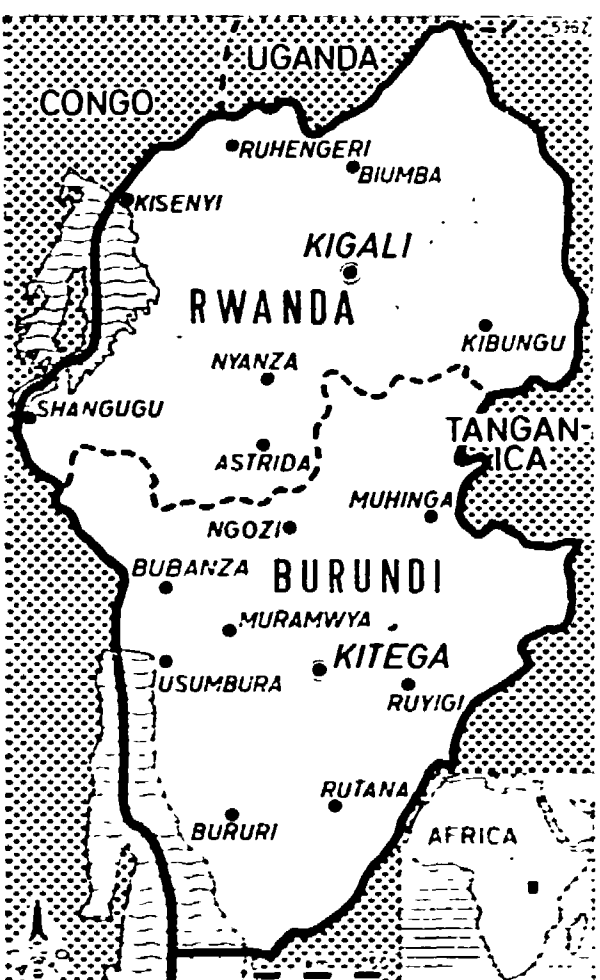 UGANDA
CONGO
RUHENGERI
BIUMBA
KISENYI
KIGALI
RWANDA
KIBUNGU
NYANZA
SHANGUGU
TANGAN-
ICA
ASTRIDA
MUHINGA
NGOZI
BUBANZA
BURUNDI
MURAMWYA
KITEGA
USUMBURA
RUYIGI
RUTANA
BURURI
AFRICA